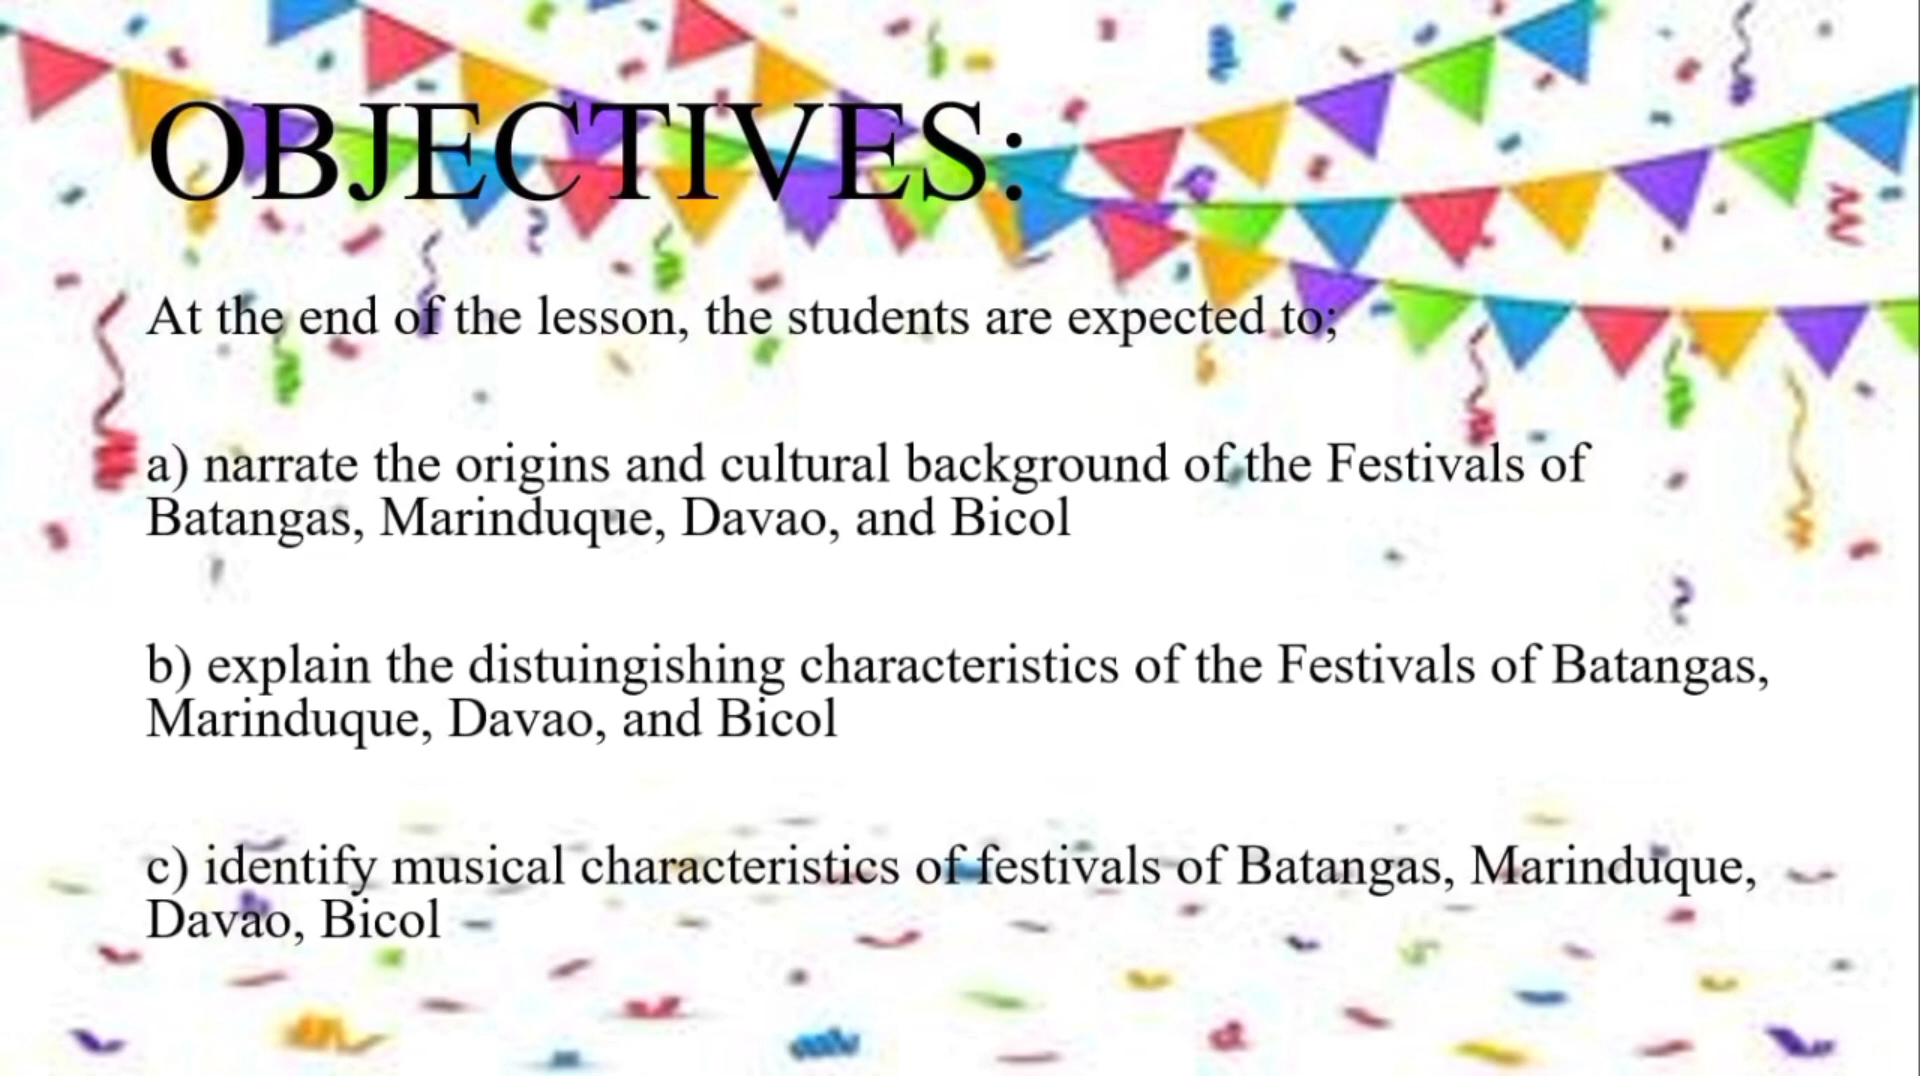 OBJECTIVES:
At the end of the lesson, the students are expected to;
a) narrate the origins and cultural background of the Festivals of
Batangas, Marinduque, Davao, and Bicol
b) explain the distuingishing characteristics of the Festivals of Batangas,
Marinduque, Davao, and Bicol
c) identify musical characteristics of festivals of Batangas, Marinduque,
Davao, Bicol